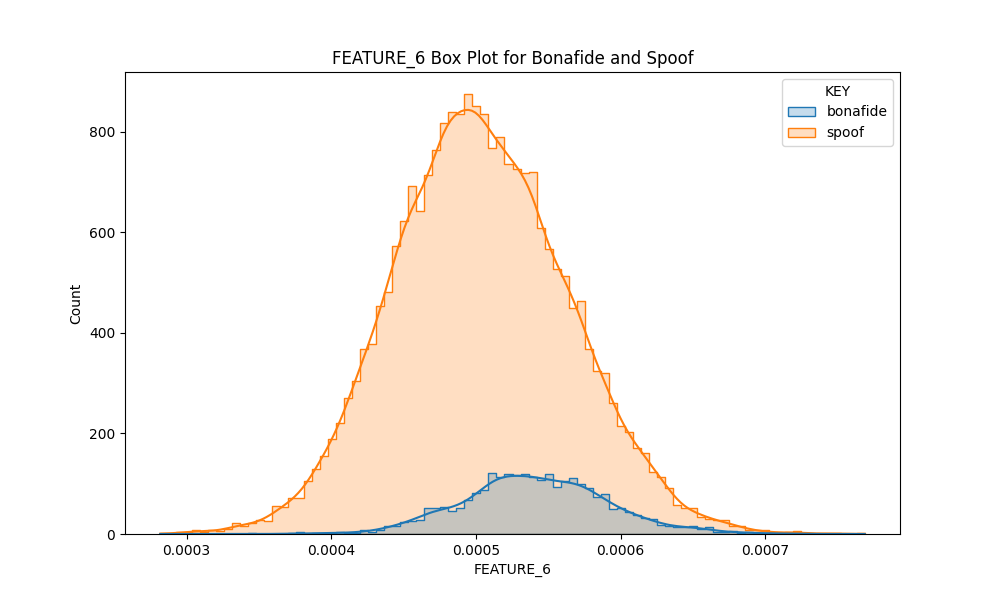 FEATURE_6 Box Plot for Bonafide and Spoof
KEY
bonafide
spoof
Count
800
600
400
200
0
0.0003
0.0004
0.0005
0.0006
0.0007
FEATURE_6